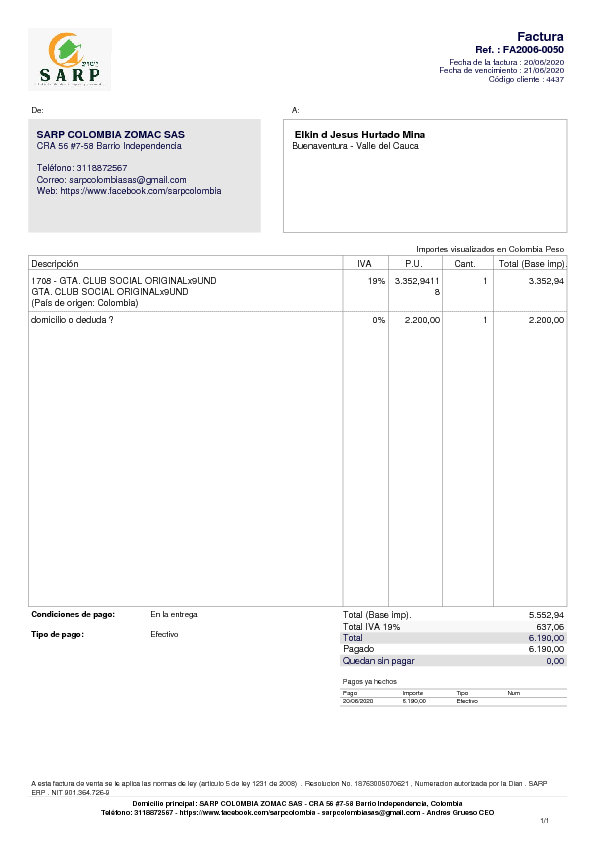 SARP
Factura
Ref. : FA2006-0050
Fecha de la factura : 20/06/2020
Fecha de vencimiento : 21/06/2020
Código cliente : 4437
De:
A:
SARP COLOMBIA ZOMAC SAS
CRA 56 #7-58 Barrio Independencia
Teléfono: 3118872567
Correo: sarpcolombiasas@gmail.com
Web: https://www.facebook.com/sarpcolombia
Elkin d Jesus Hurtado Mina
Buenaventura - Valle del Cauca
Importes visualizados en Colombia Peso
Descripción IVA P.U. Cant. Total (Base imp).
1708 - GTA. CLUB SOCIAL ORIGINALx9UND 19% 3.352,9411 1 3.352,94
GTA. CLUB SOCIAL ORIGINALx9UND 8
(País de origen: Colombia)
domicilio o deduda ? 0% 2.200,00 1 2.200,00
Condiciones de pago: En la entrega
Tipo de pago: Efectivo
Total (Base imp). 5.552,94
Total IVA 19% 637,06
Total 6.190,00
Pagado 6.190,00
Quedan sin pagar 0,00
Pagos ya hechos
Pago Importe Tipo Num
20/06/2020 6.190,00 Efectivo
A esta factura de venta se le aplica las normas de ley (articulo 5 de ley 1231 de 2008) . Resolucion No. 18763005070621 , Numeracion autorizada por la Dian . SARP
ERP . NIT 901.364.726-9
Domicilio principal: SARP COLOMBIA ZOMAC SAS - CRA 56 #7-58 Barrio Independencia, Colombia
Teléfono: 3118872567 - https://www.facebook.com/sarpcolombia - sarpcolombiasas@gmail.com - Andres Grueso CEO
1/1